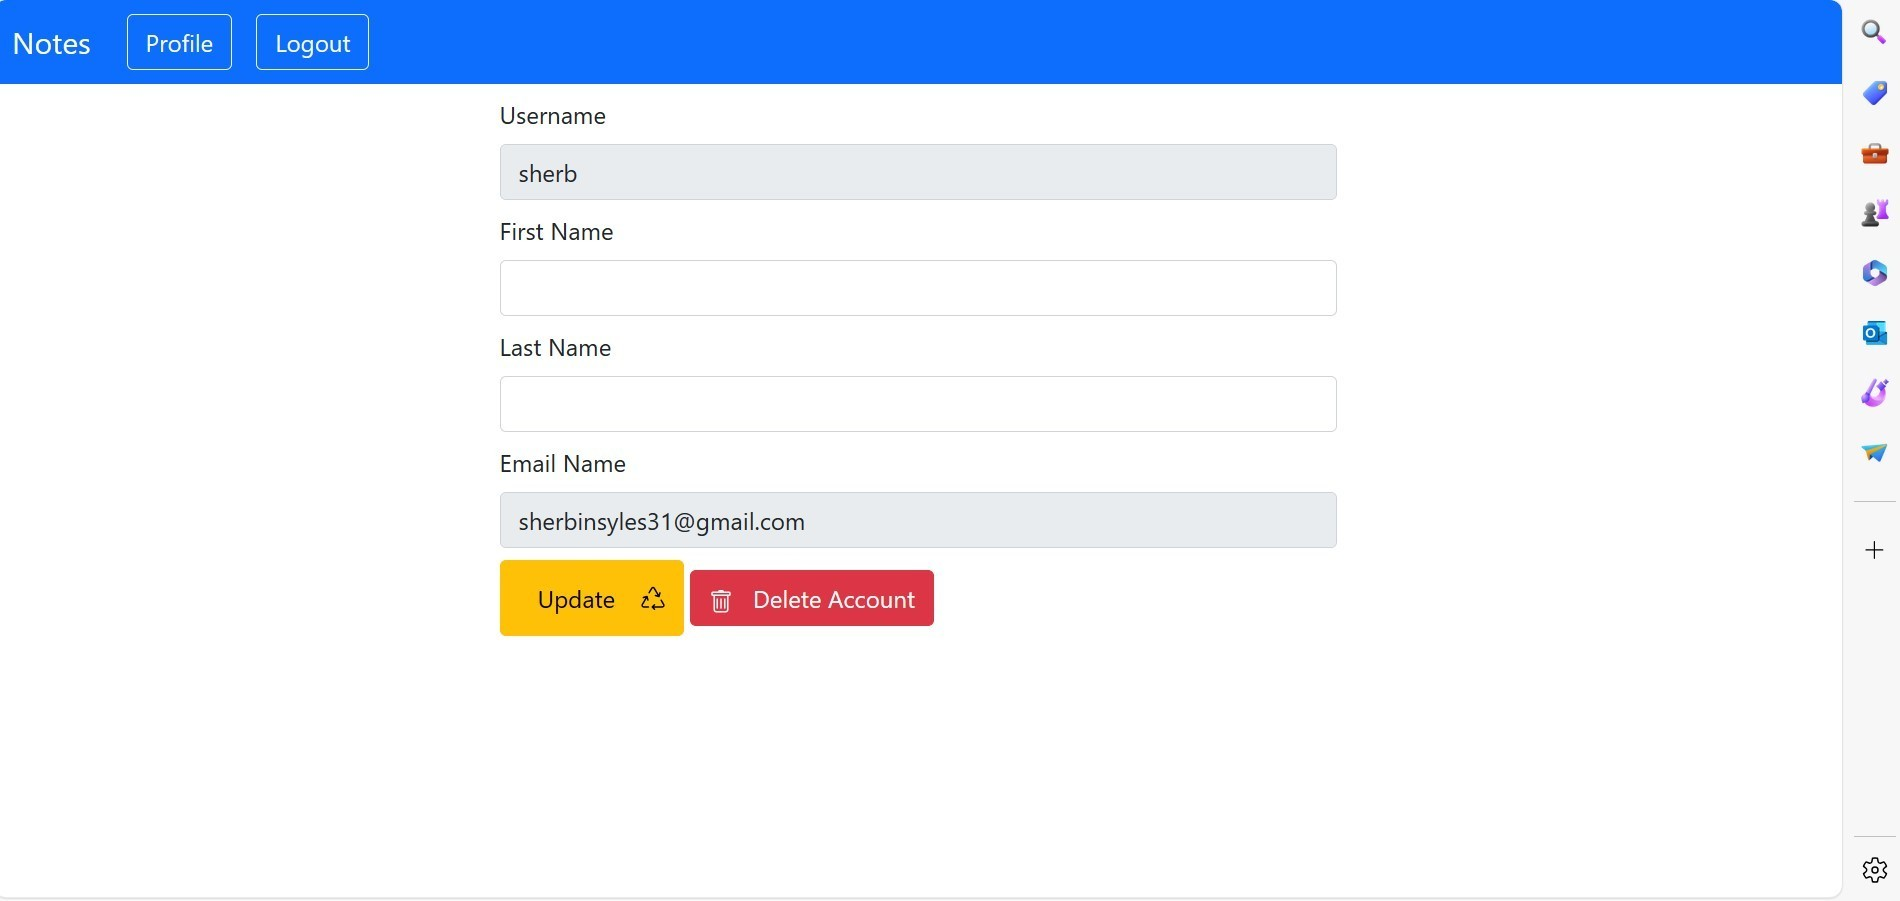 Notes Profile Logout
Username
sherb
First Name
Last Name
Email Name
sherbinsyles31@gmail.com
Update Delete Account